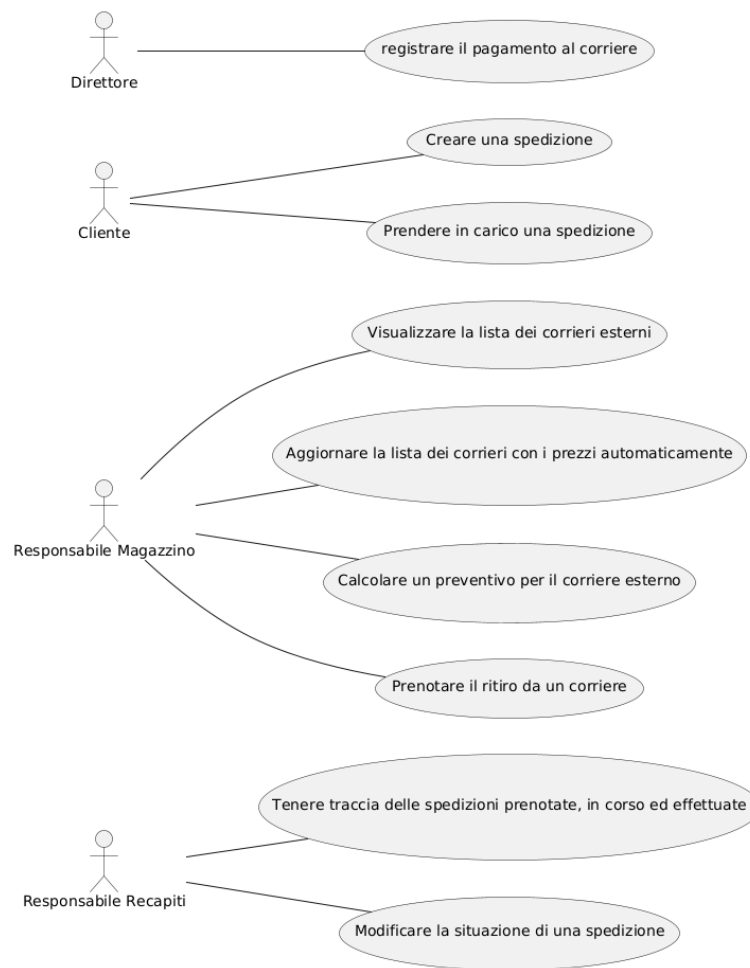 registrare il pagamento al corriere
Direttore
Creare una spedizione
Cliente
Prendere in carico una spedizione
Visualizzare la lista dei corrieri esterni
Aggiornare la lista dei corrieri con i prezzi automaticamente
Responsabile Magazzino
Calcolare un preventivo per il corriere esterno
Prenotare il ritiro da un corriere
Tenere traccia delle spedizioni prenotate, in corso ed effettuate
Responsabile Recapiti
Modificare la situazione di una spedizione